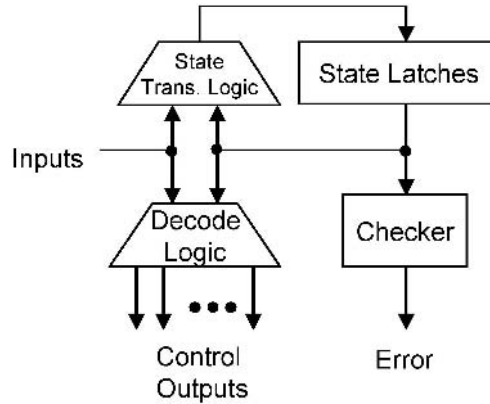 State
Trans. Logic
State Latches
Inputs
Decode
Logic
Checker
Control
Outputs
Error